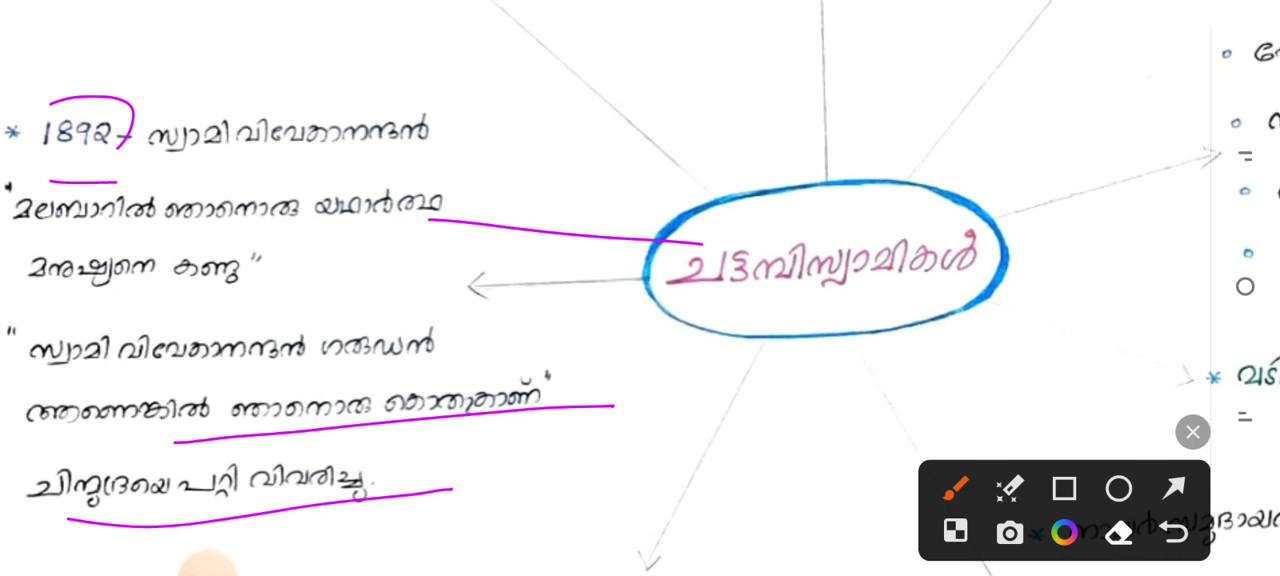 * 1892 - സ്വാമി വിവേകാനന്ദൻ
"മലബാറിൽ ഞാനൊരു യഥാർത്ഥ
മനുഷ്യനെ കണ്ടു"
"സ്വാമി വിവേകാനന്ദൻ ഗരുഡൻ
ആണെങ്കിൽ ഞാനൊരു കൊതുകാണ്"
ചിന്മുദ്രയെ പറ്റി വിവരിച്ചു.
ചട്ടമ്പിസ്വാമികൾ
* വടി